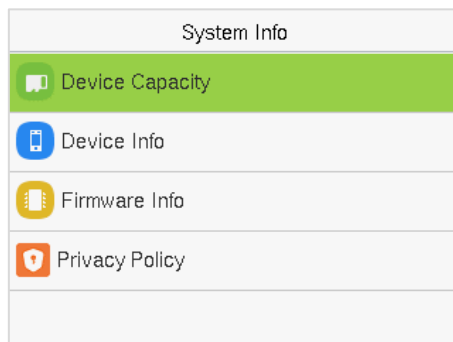 System Info
Device Capacity
Device Info
Firmware Info
Privacy Policy